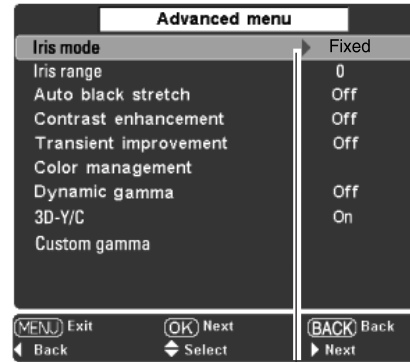 Advanced menu
Iris mode Fixed
Iris range 0
Auto black stretch Off
Contrast enhancement Off
Transient improvement Off
Color management
Dynamic gamma Off
3D-Y/C On
Custom gamma
MENU Exit OK Next BACK Back
Back Select Next